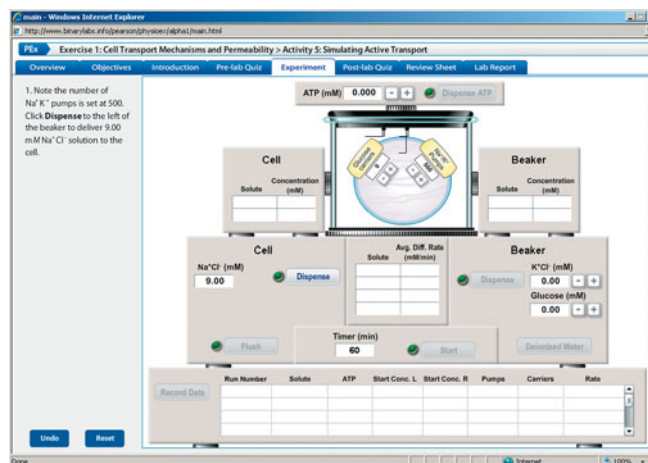 main - Windows Internet Explorer
http://www.binarylabs.info/pearson/physioex/alpha1/main.html
PEx Exercise 1: Cell Transport Mechanisms and Permeability > Activity 5: Simulating Active Transport
Overview Objectives Introduction Pre-lab Quiz Experiment Post-lab Quiz Review Sheet Lab Report
1. Note the number of
Na⁺K⁺ pumps is set at 500.
Click Dispense to the left of
the beaker to deliver 9.00
mM Na⁺Cl⁻ solution to the
cell.
ATP (mM) 0.000 - + Dispense ATP
Glucose carriers 0 - +
Na⁺/K⁺ Pumps 500 - +
Cell
Solute Concentration (mM)
Beaker
Solute Concentration (mM)
Cell
Na⁺Cl⁻ (mM)
9.00
Dispense
Flush
Solute Avg. Diff. Rate (mM/min)
Beaker
Dispense
K⁺Cl⁻ (mM)
0.00 - +
Glucose (mM)
0.00 - +
Deionized Water
Timer (min)
60
Start
Record Data
Run Number Solute ATP Start Conc. L Start Conc. R Pumps Carriers Rate
Undo Reset
Done Internet 100%